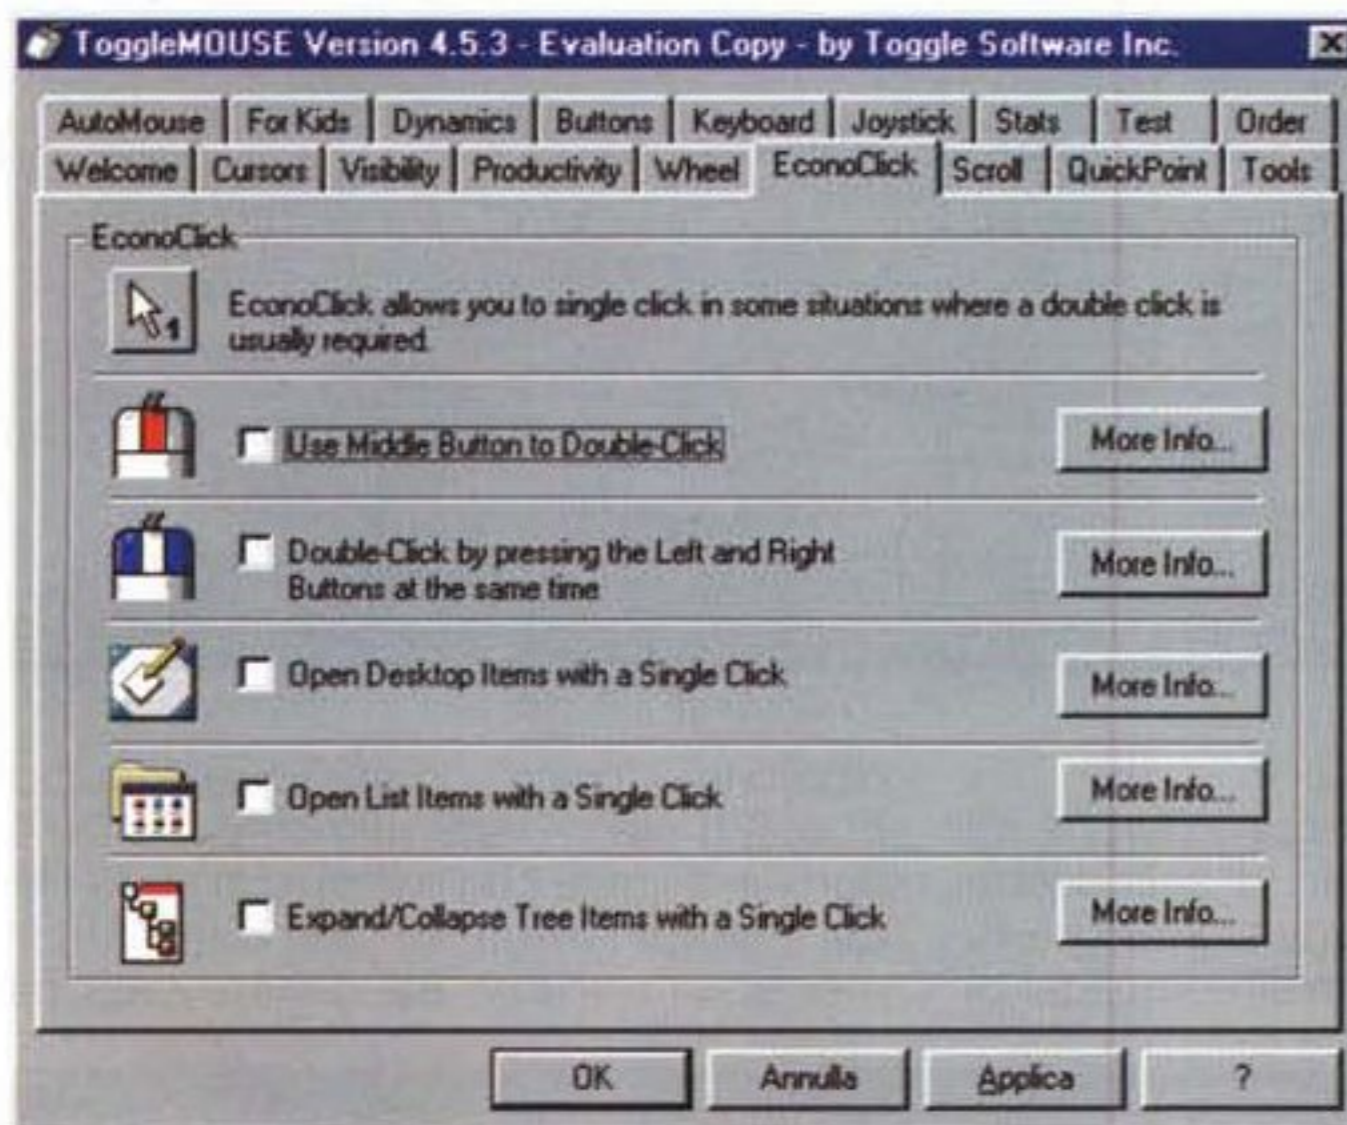 ToggleMOUSE Version 4.5.3 - Evaluation Copy - by Toggle Software Inc.
AutoMouse For Kids Dynamics Buttons Keyboard Joystick Stats Test Order
Welcome Cursors Visibility Productivity Wheel EconoClick Scroll QuickPoint Tools
EconoClick
1
EconoClick allows you to single click in some situations where a double click is
usually required.
Use Middle Button to Double-Click
More Info...
Double-Click by pressing the Left and Right
Buttons at the same time
More Info...
Open Desktop Items with a Single Click
More Info...
Open List Items with a Single Click
More Info...
Expand/Collapse Tree Items with a Single Click
More Info...
OK Annulla Applica ?